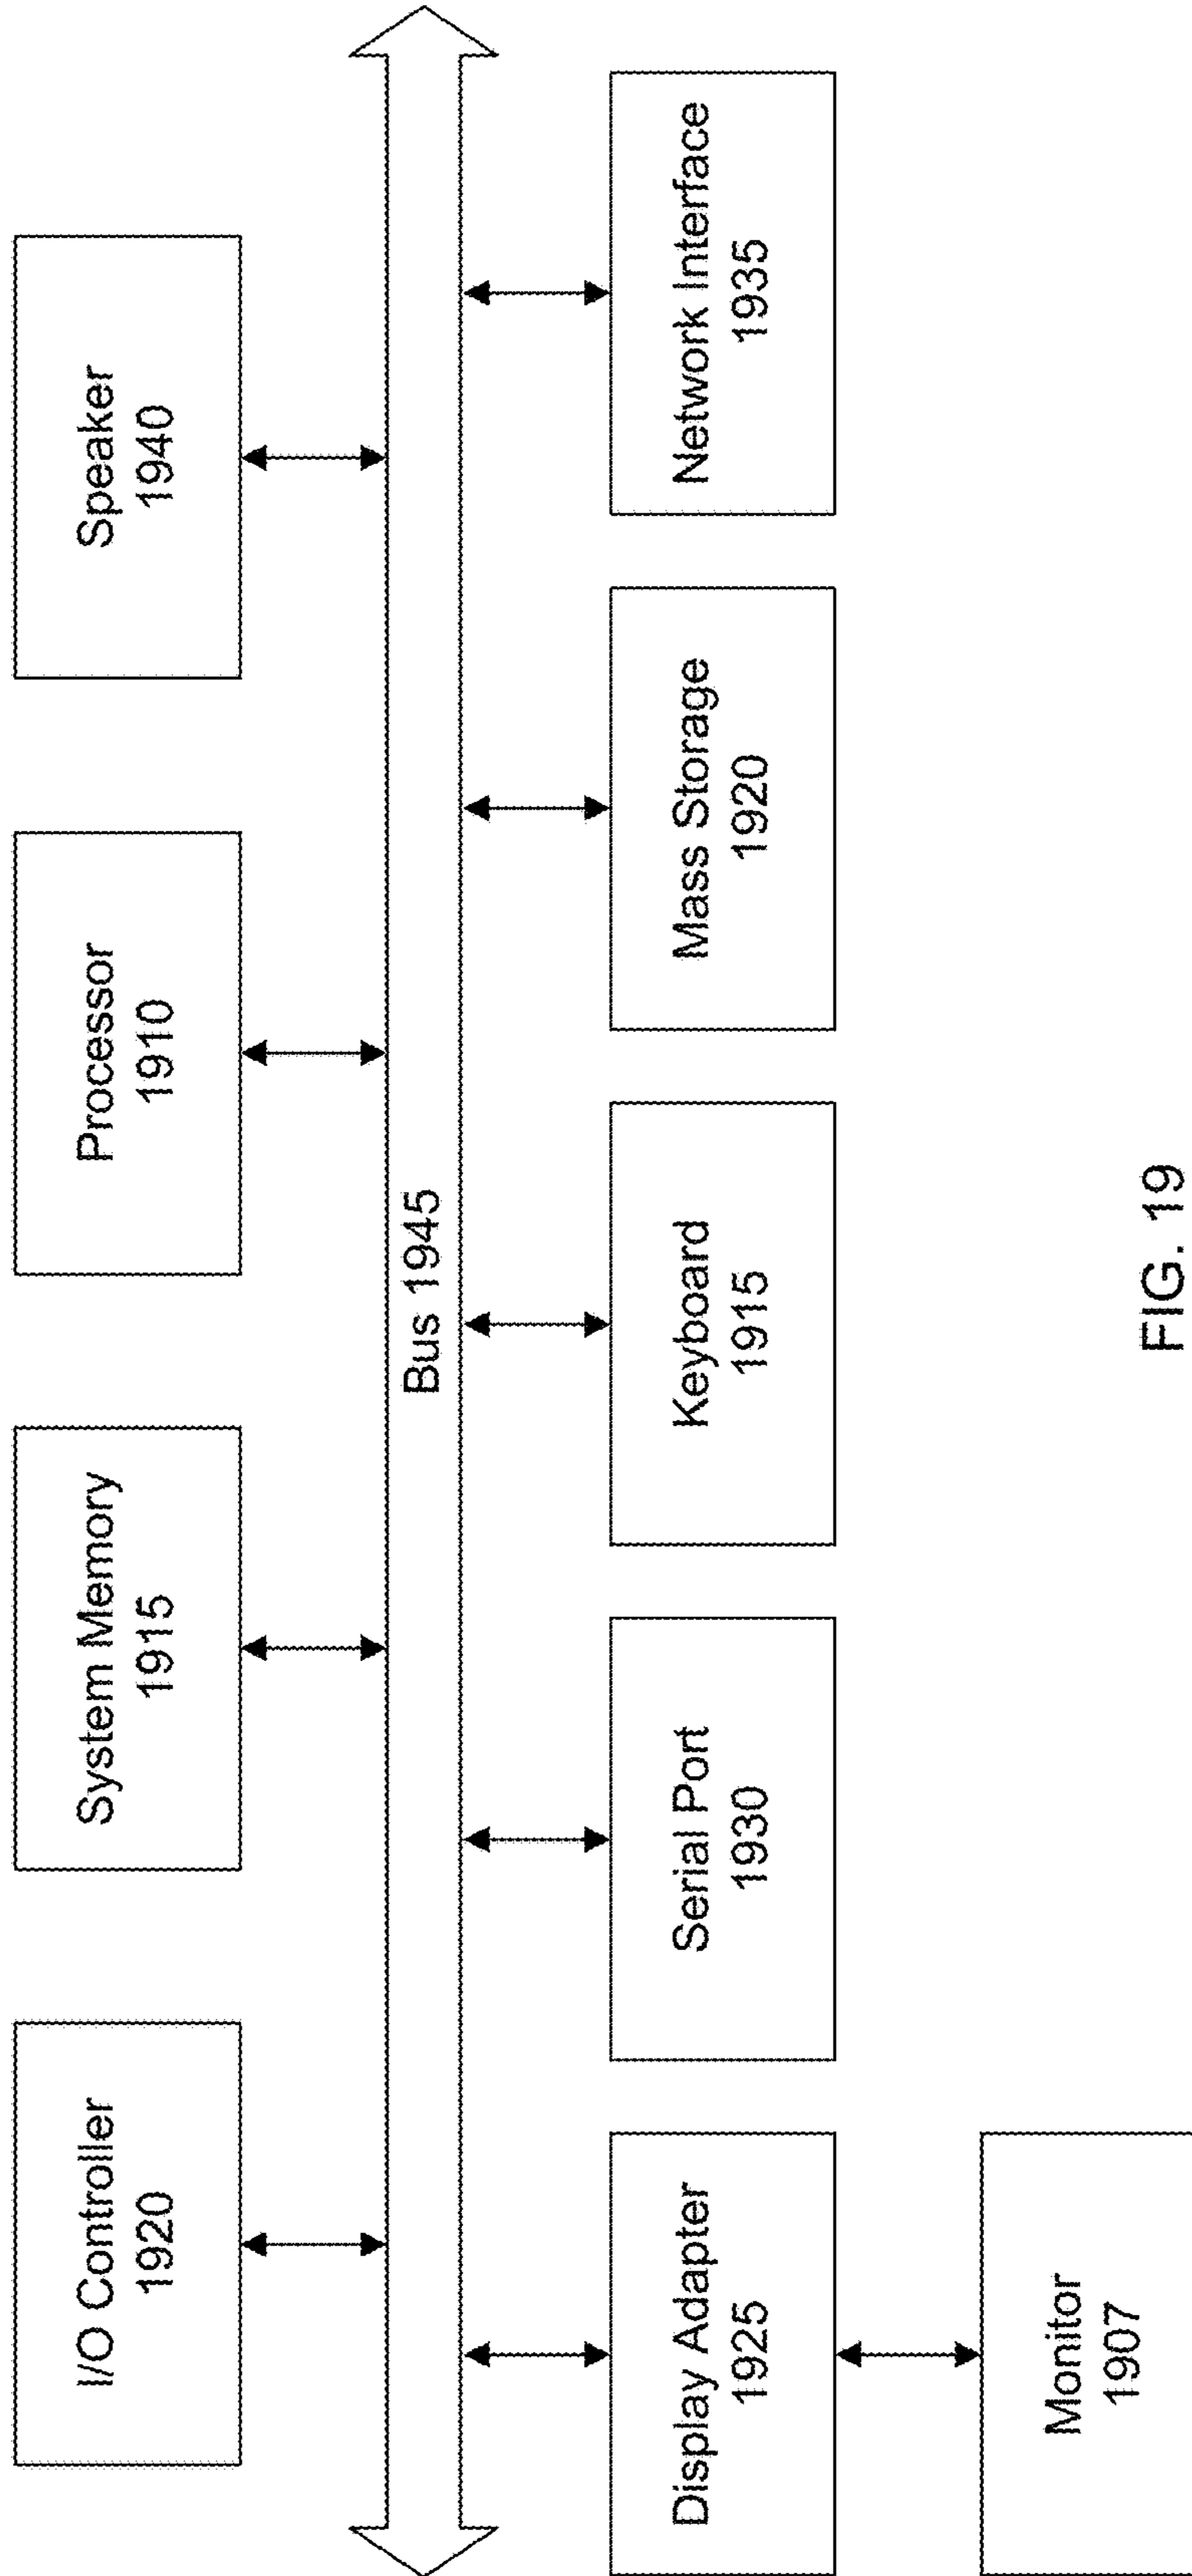 I/O Controller
1920
System Memory
1915
Processor
1910
Speaker
1940
Bus 1945
Display Adapter
1925
Serial Port
1930
Keyboard
1915
Mass Storage
1920
Network Interface
1935
Monitor
1907
FIG. 19